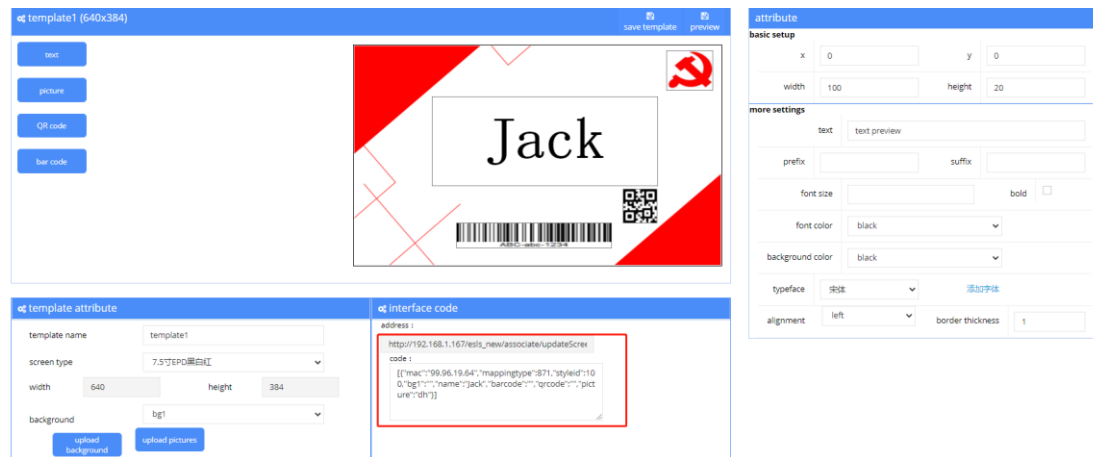 template1 (640x384)
save template
preview
text
picture
QR code
bar code
Jack
ABC-abc-1234
attribute
basic setup
x 0 y 0
width 100 height 20
more settings
text text preview
prefix suffix
font size bold
font color black
background color black
typeface 宋体 添加字体
alignment left border thickness 1
template attribute
template name template1
screen type 7.5寸EPD黑白红
width 640 height 384
background bg1
upload background
upload pictures
interface code
address :
http://192.168.1.167/esls_new/associate/updateScree
code :
[{"mac":"99.96.19.64","mappingtype":871,"styleid":10
0,"bg1":"","name":"Jack","barcode":"","qrcode":"","pict
ure":"dh"}]